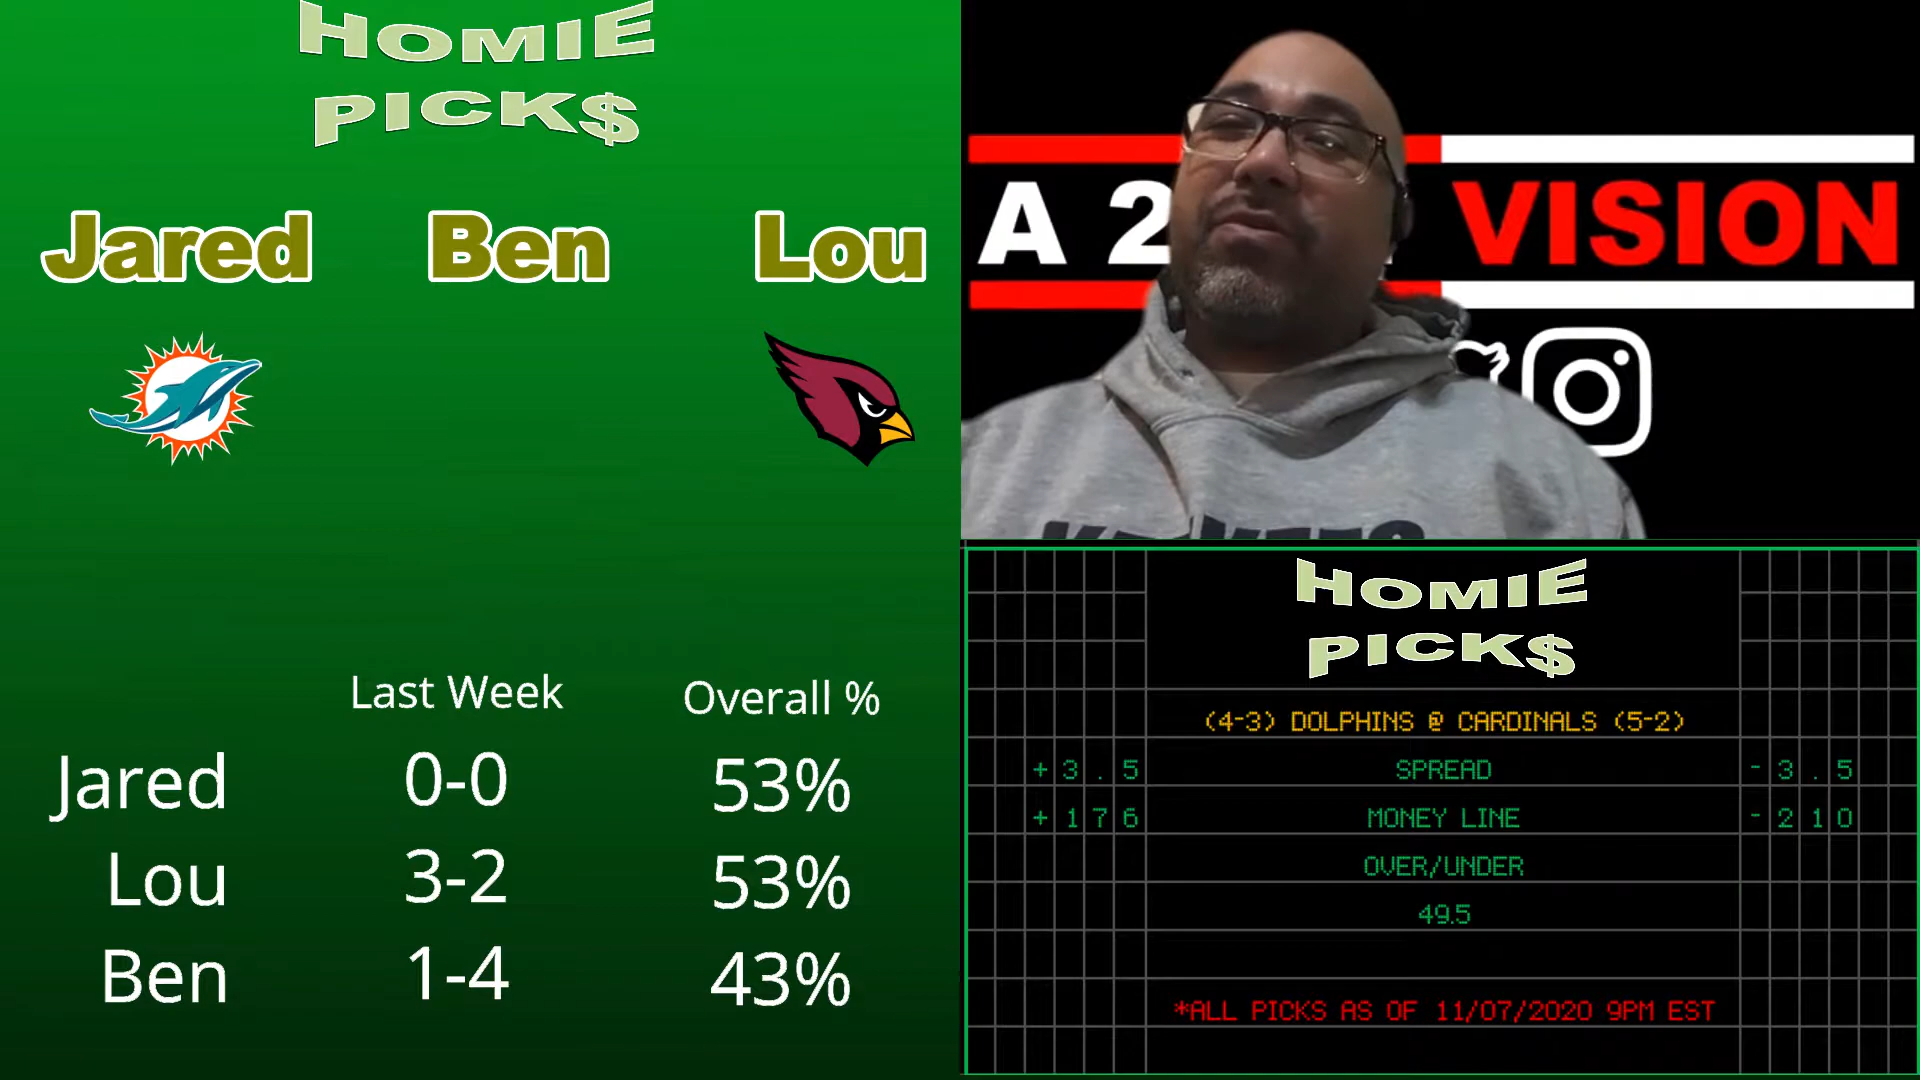 HOMIE
PICK$
Jared Ben Lou
Last Week Overall %
Jared 0-0 53%
Lou 3-2 53%
Ben 1-4 43%
A 2 VISION
HOMIE
PICK$
(4-3) DOLPHINS @ CARDINALS (5-2)
+3.5 SPREAD -3.5
+176 MONEY LINE -210
OVER/UNDER
49.5
*ALL PICKS AS OF 11/07/2020 9PM EST